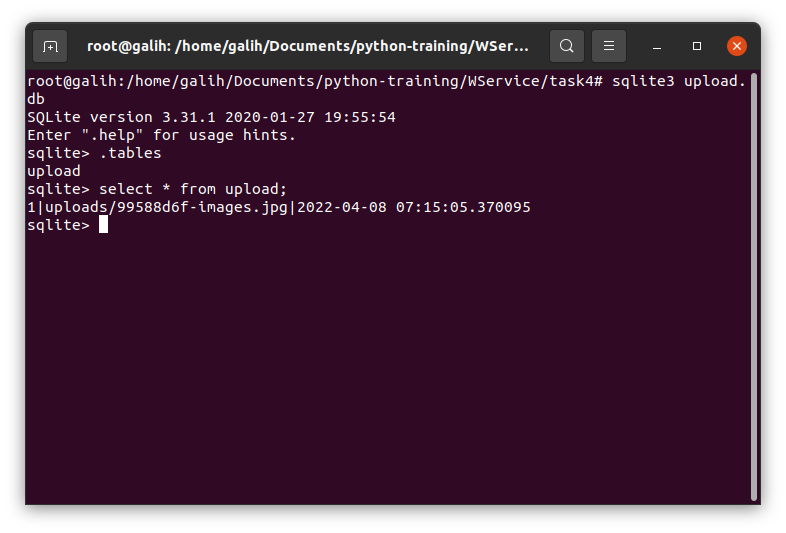 root@galih: /home/galih/Documents/python-training/WSer...
root@galih:/home/galih/Documents/python-training/WService/task4# sqlite3 upload.
db
SQLite version 3.31.1 2020-01-27 19:55:54
Enter ".help" for usage hints.
sqlite> .tables
upload
sqlite> select * from upload;
1|uploads/99588d6f-images.jpg|2022-04-08 07:15:05.370095
sqlite>